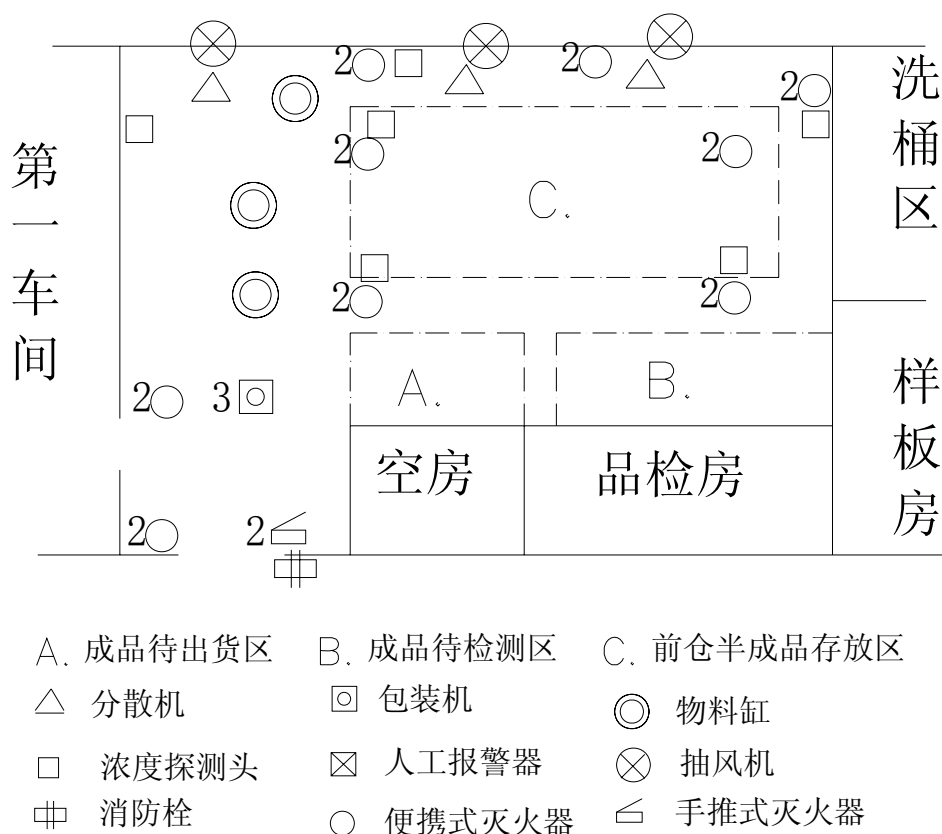 2
2
2
洗桶区
2
2
第一车间
C.
2
2
2
3
A.
B.
样板房
空房
品检房
2
2
A. 成品待出货区
B. 成品待检测区
C. 前仓半成品存放区
分散机
包装机
物料缸
浓度探测头
人工报警器
抽风机
消防栓
便携式灭火器
手推式灭火器